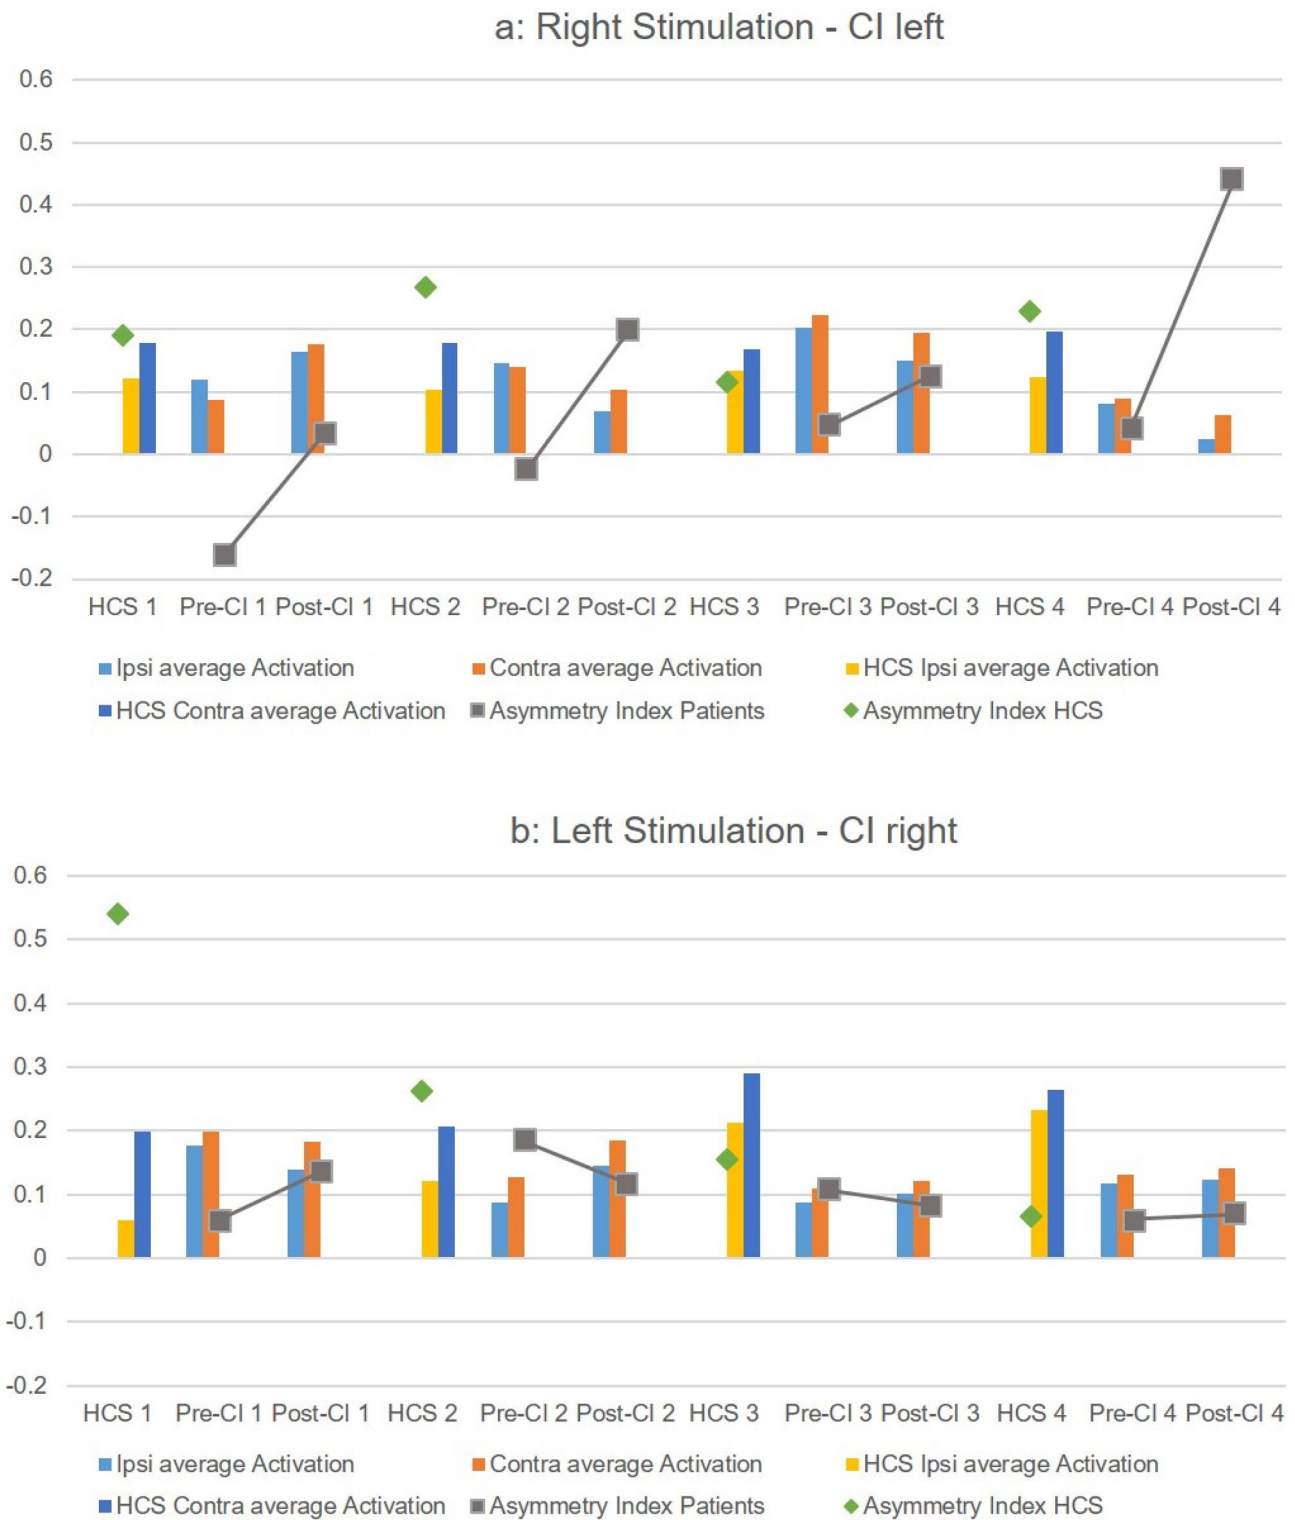 a: Right Stimulation - CI left
0.6
0.5
0.4
0.3
0.2
0.1
0
-0.1
-0.2
HCS 1 Pre-CI 1 Post-CI 1 HCS 2 Pre-CI 2 Post-CI 2 HCS 3 Pre-CI 3 Post-CI 3 HCS 4 Pre-CI 4 Post-CI 4
Ipsi average Activation Contra average Activation HCS Ipsi average Activation
HCS Contra average Activation Asymmetry Index Patients Asymmetry Index HCS
b: Left Stimulation - CI right
0.6
0.5
0.4
0.3
0.2
0.1
0
-0.1
-0.2
HCS 1 Pre-CI 1 Post-CI 1 HCS 2 Pre-CI 2 Post-CI 2 HCS 3 Pre-CI 3 Post-CI 3 HCS 4 Pre-CI 4 Post-CI 4
Ipsi average Activation Contra average Activation HCS Ipsi average Activation
HCS Contra average Activation Asymmetry Index Patients Asymmetry Index HCS